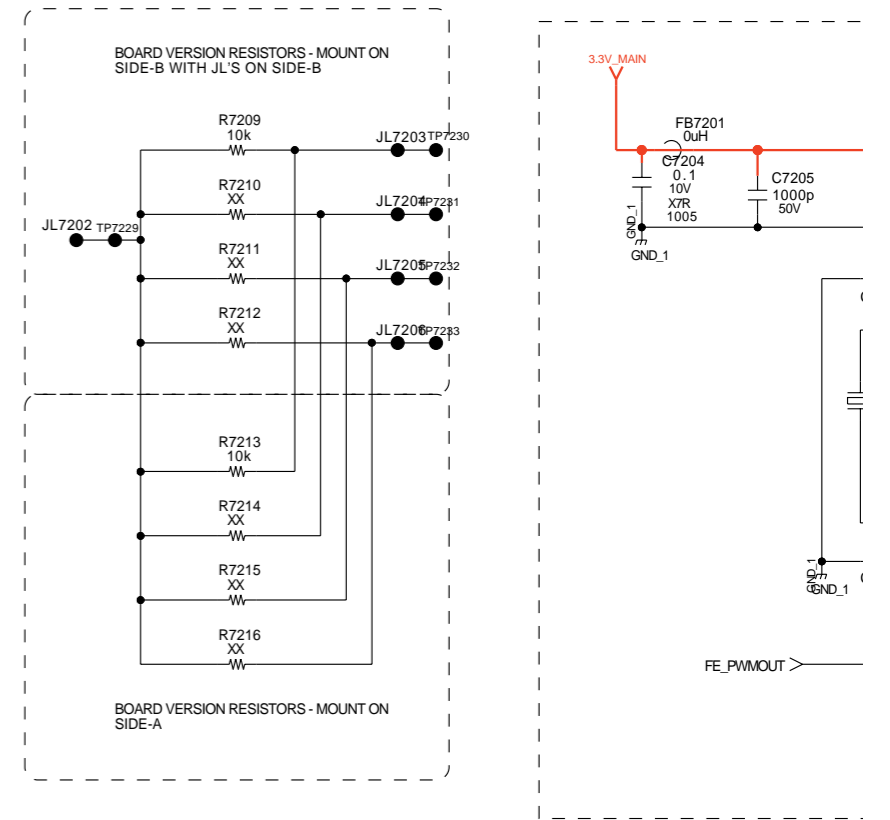 BOARD VERSION RESISTORS - MOUNT ON
SIDE-B WITH JL'S ON SIDE-B
R7209
10k
JL7203 TP7230
R7210
XX
JL7204 TP7231
JL7202 TP7229
R7211
XX
JL7205 TP7232
R7212
XX
JL7206 TP7233
R7213
10k
R7214
XX
R7215
XX
R7216
XX
BOARD VERSION RESISTORS - MOUNT ON
SIDE-A
3.3V_MAIN
FB7201
0uH
C7204
0.1
10V
X7R
1005
C7205
1000p
50V
GND_1
GND_1
GND_1
GND_1
FE_PWMOUT